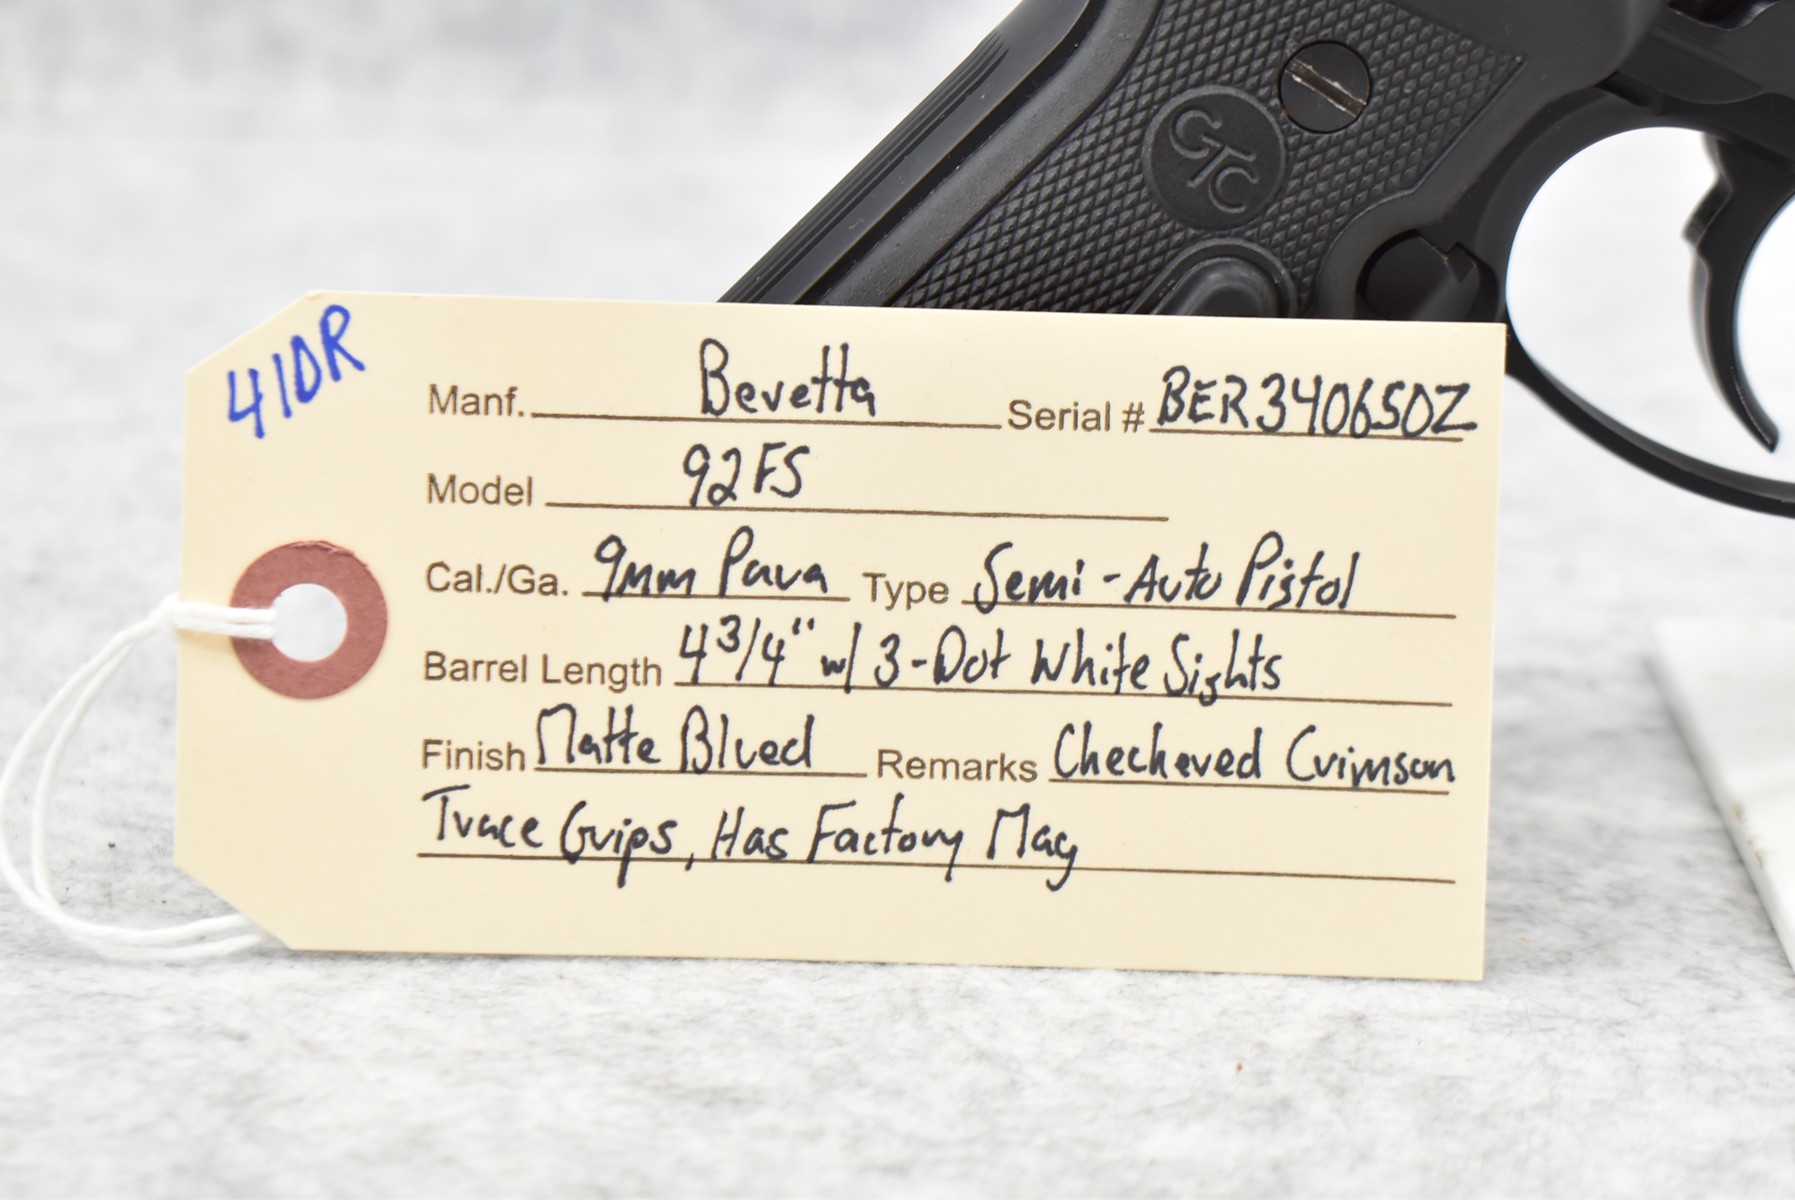 CTC
410R
Manf. Beretta Serial # BER340650Z
Model 92FS
Cal./Ga. 9mm Para Type Semi-Auto Pistol
Barrel Length 4 3/4" w/ 3-Dot White Sights
Finish Matte Blued Remarks Checkered Crimson
Trace Grips, Has Factory Mag